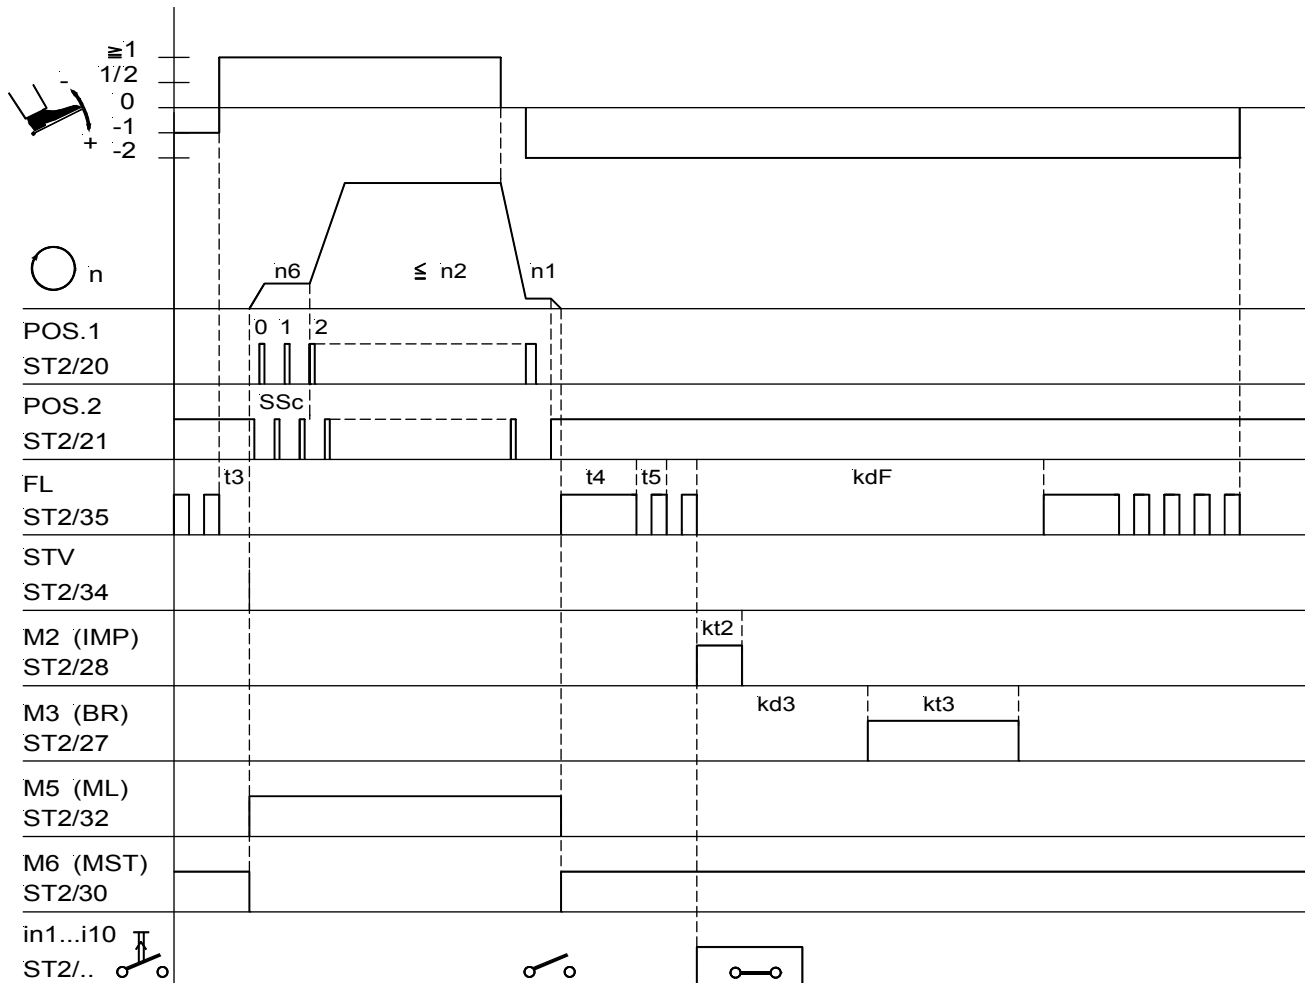 ≧1
1/2
-
0
-1
+
-2
n
n6
≦ n2
n1
POS.1
0 1 2
ST2/20
POS.2
SSc
ST2/21
FL
t3
t4
t5
kdF
ST2/35
STV
ST2/34
M2 (IMP)
kt2
ST2/28
M3 (BR)
kd3
kt3
ST2/27
M5 (ML)
ST2/32
M6 (MST)
ST2/30
in1...i10
ST2/..